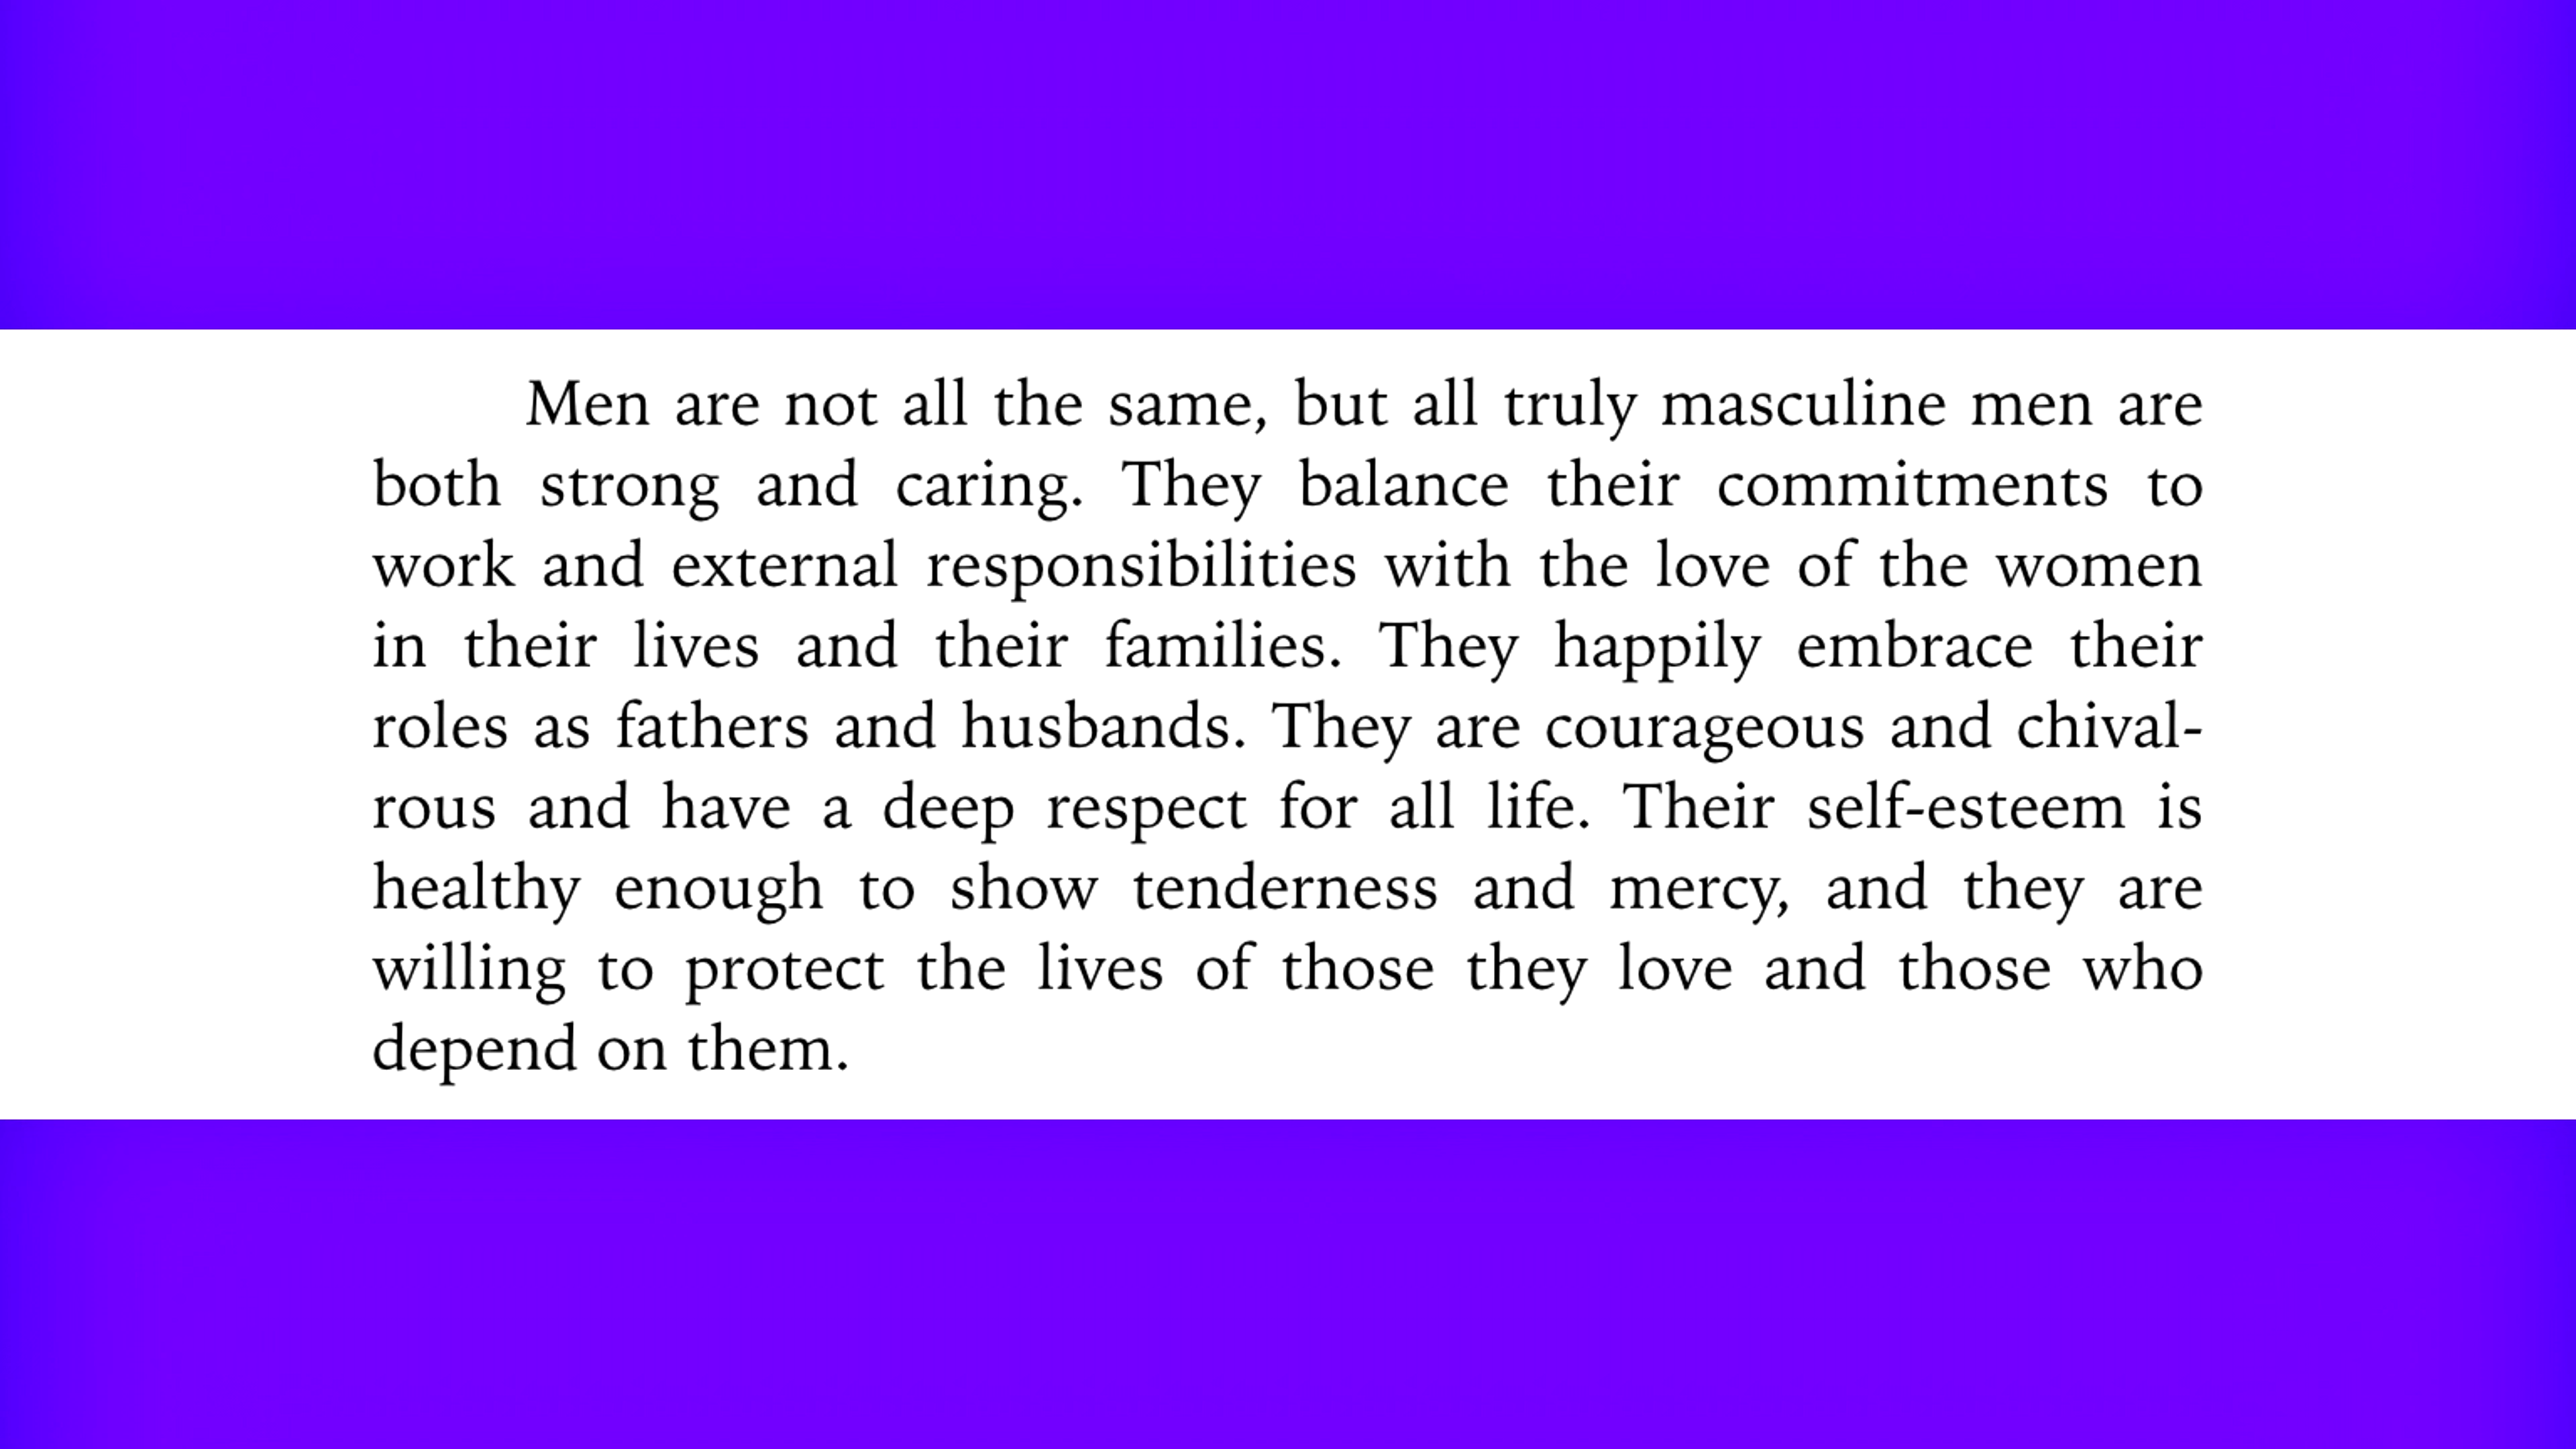 Men are not all the same, but all truly masculine men are
both strong and caring. They balance their commitments to
work and external responsibilities with the love of the women
in their lives and their families. They happily embrace their
roles as fathers and husbands. They are courageous and chival-
rous and have a deep respect for all life. Their self-esteem is
healthy enough to show tenderness and mercy, and they are
willing to protect the lives of those they love and those who
depend on them.